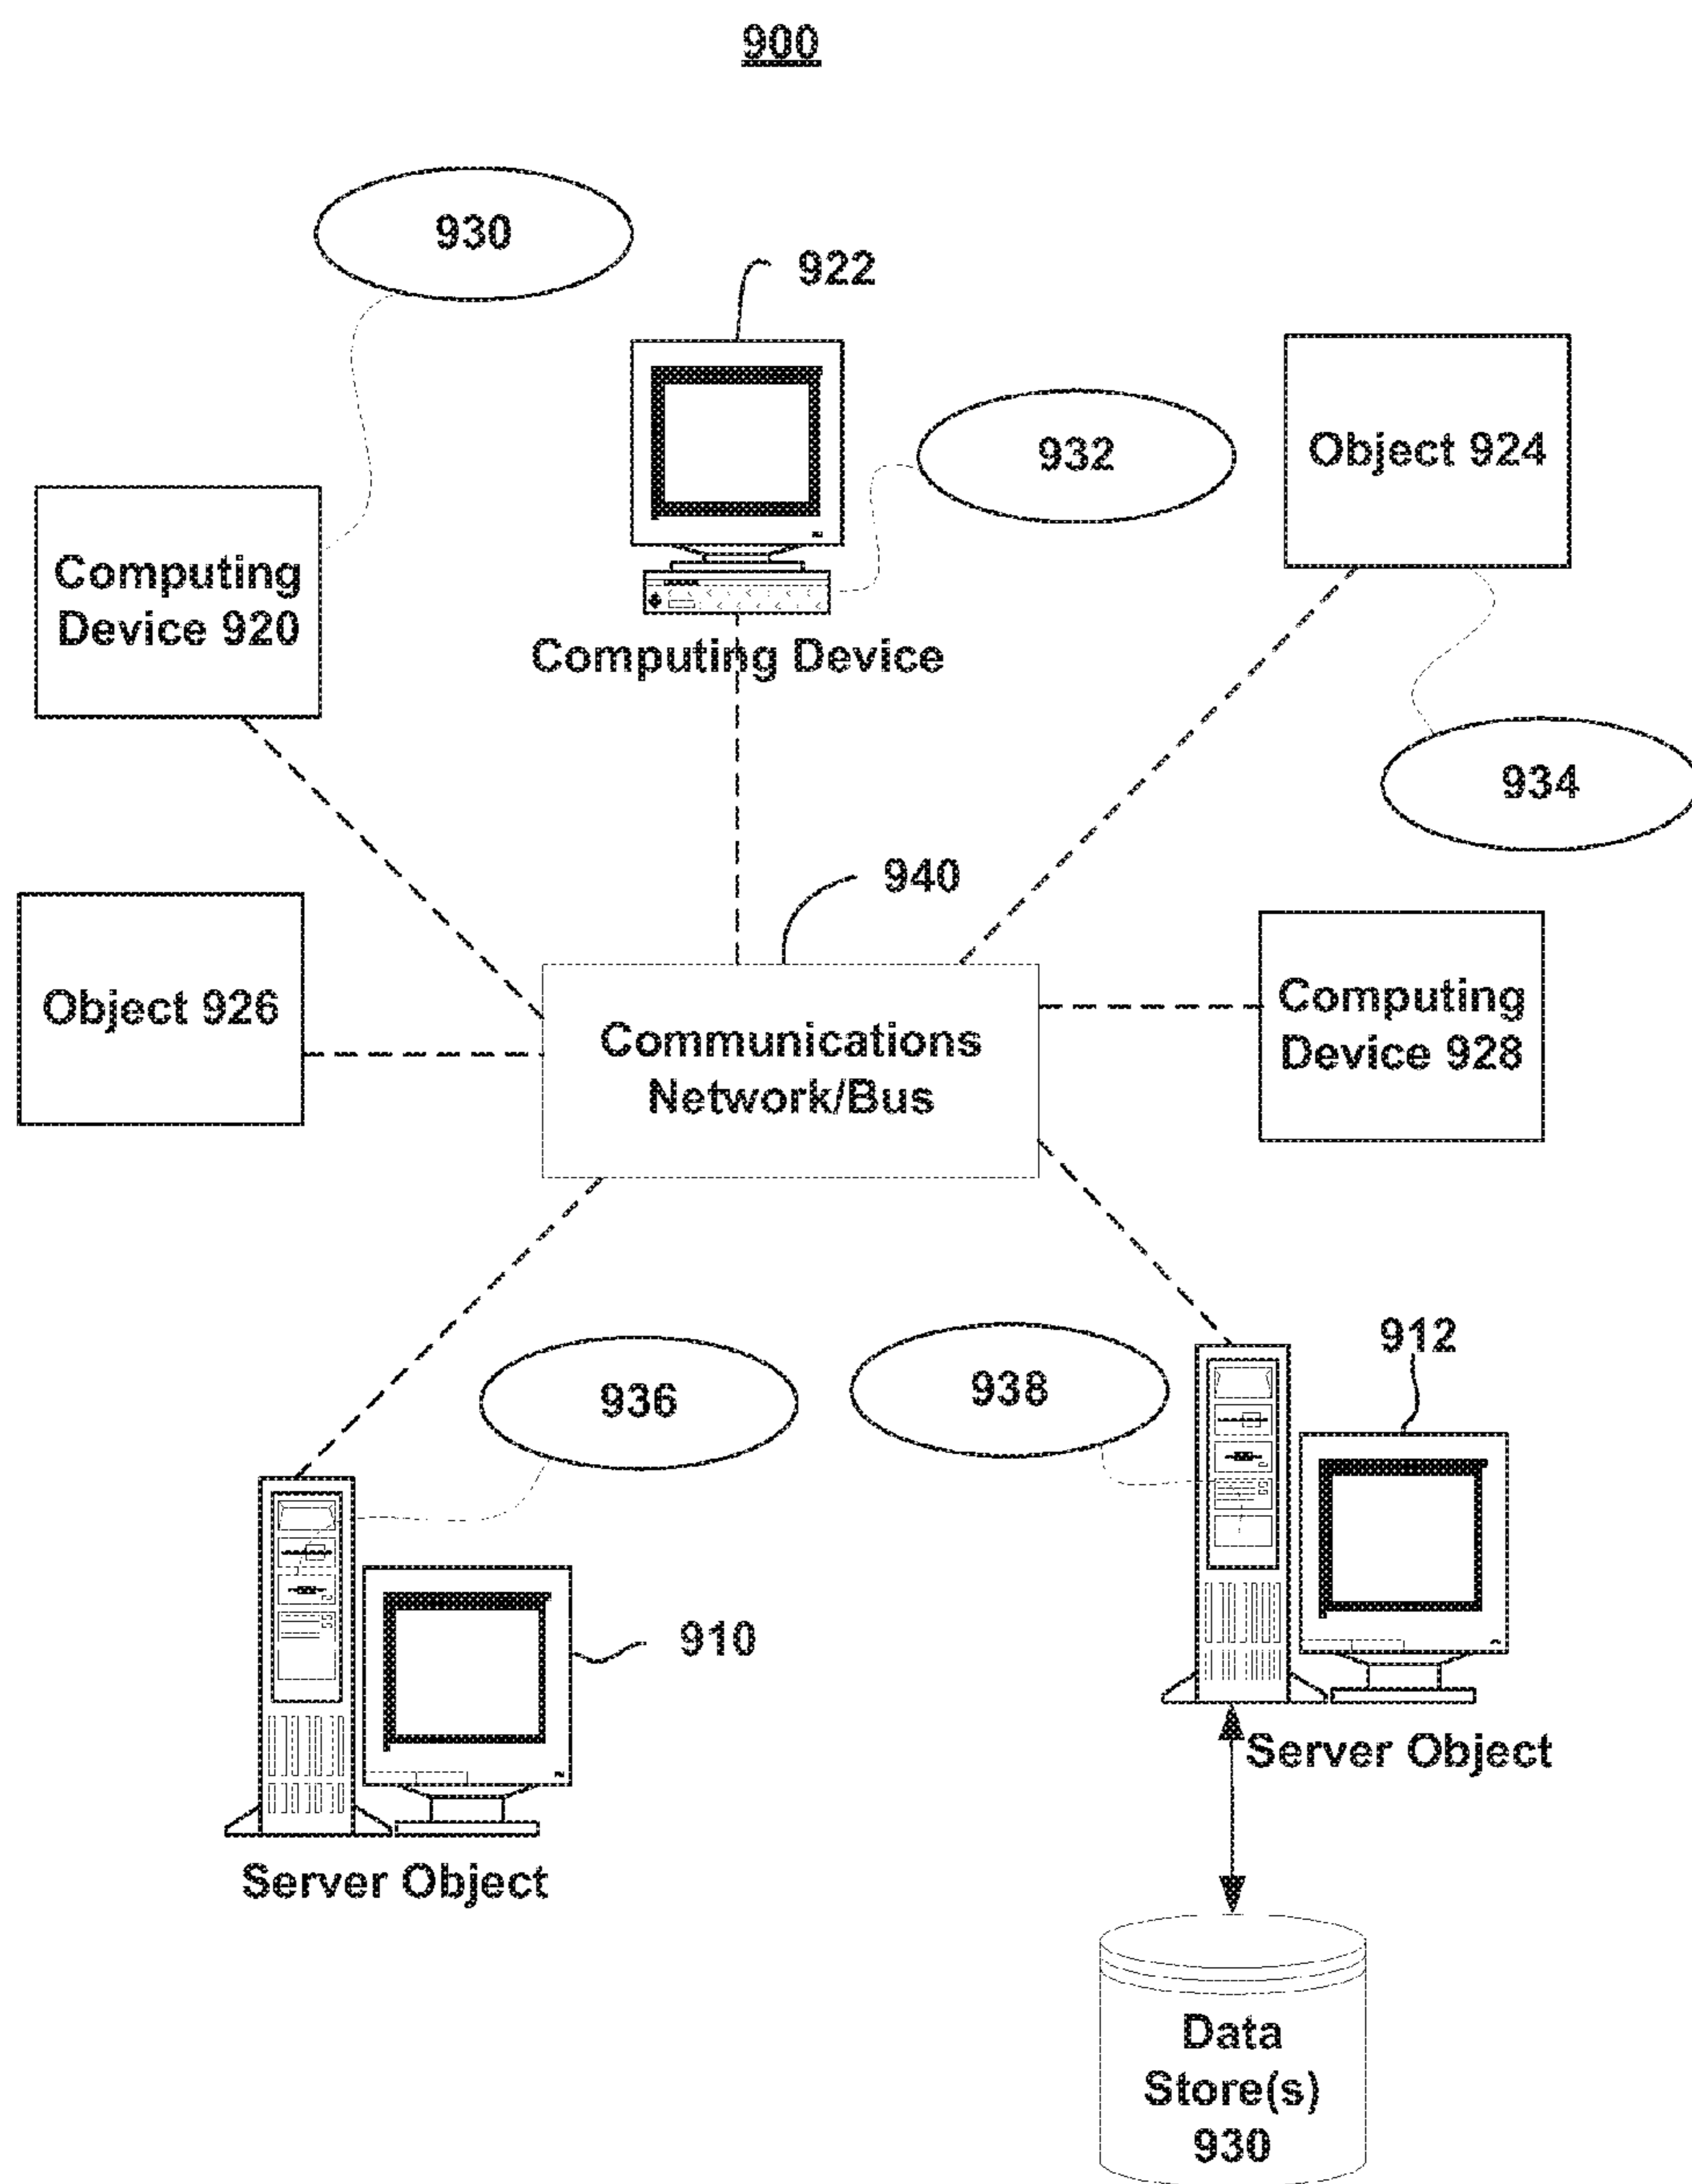 900
930
922
932
Object 924
Computing
Device 920
Computing Device
934
940
Object 926
Communications
Network/Bus
Computing
Device 928
936
938
912
910
Server Object
Server Object
Data
Store(s)
930